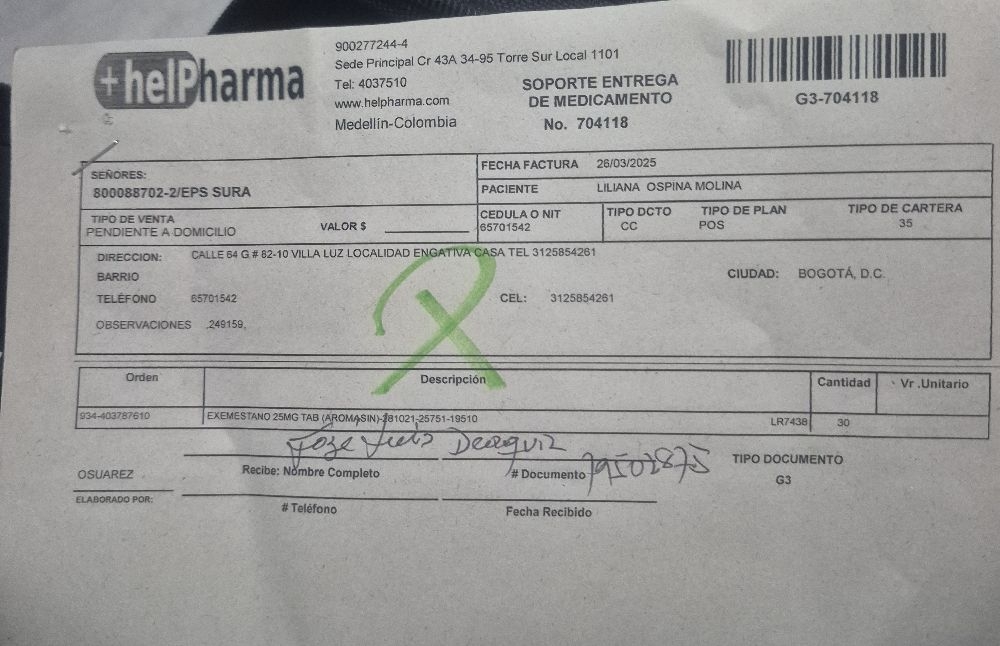 +helPharma
900277244-4
Sede Principal Cr 43A 34-95 Torre Sur Local 1101
Tel: 4037510
www.helpharma.com
Medellín-Colombia
SOPORTE ENTREGA
DE MEDICAMENTO
No. 704118
G3-704118
SEÑORES:
800088702-2/EPS SURA
FECHA FACTURA 26/03/2025
PACIENTE LILIANA OSPINA MOLINA
TIPO DE VENTA
PENDIENTE A DOMICILIO
VALOR $
CEDULA O NIT
65701542
TIPO DCTO
CC
TIPO DE PLAN
POS
TIPO DE CARTERA
35
DIRECCION: CALLE 64 G # 82-10 VILLA LUZ LOCALIDAD ENGATIVA CASA TEL 3125854261
BARRIO
CIUDAD: BOGOTÁ, D.C.
TELÉFONO 65701542 CEL: 3125854261
OBSERVACIONES .249159.
Orden Descripción Cantidad Vr .Unitario
934-403787610 EXEMESTANO 25MG TAB (AROMASIN)-281021-25751-19510 LR7438 30
Jose Luis 79502875
Recibe: Nombre Completo # Documento TIPO DOCUMENTO
G3
OSUAREZ
ELABORADO POR:
# Teléfono Fecha Recibido